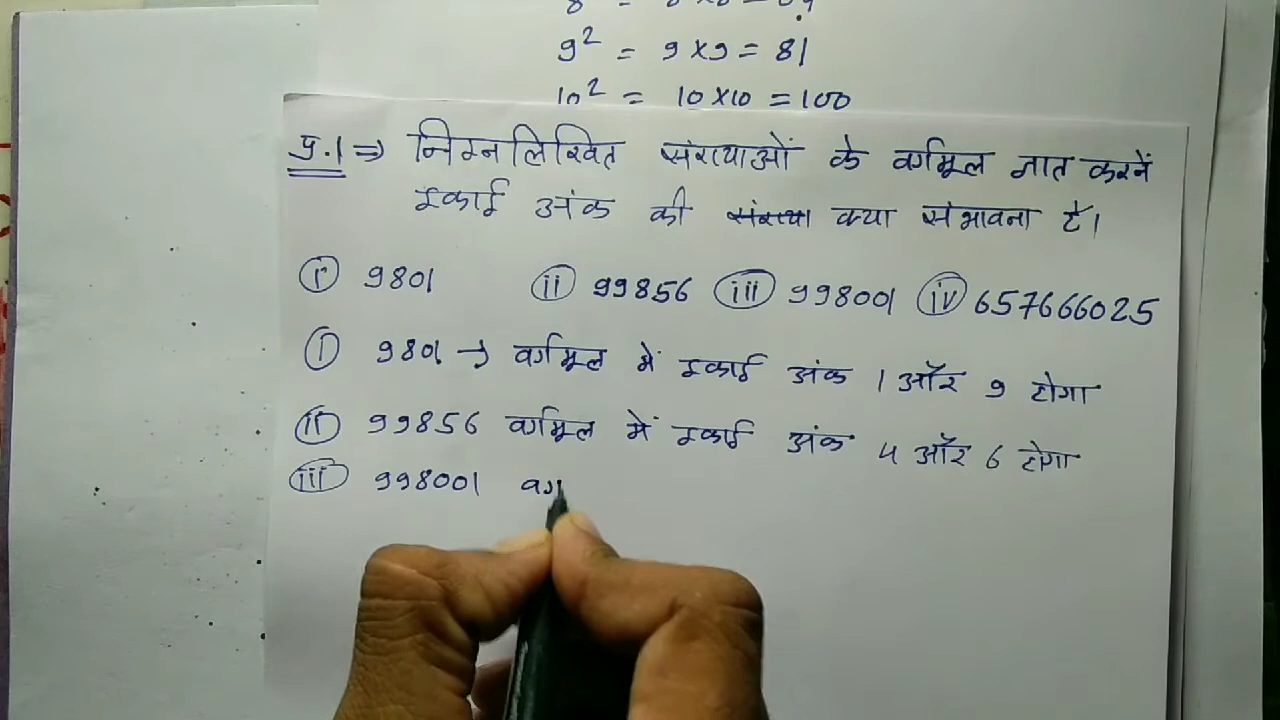 9² = 9×9 = 81
10² = 10×10 = 100
प्र.1 ⇒ निम्नलिखित संख्याओं के वर्गमूल ज्ञात करनें
इकाई अंक की संख्या क्या संभावना है।
(i) 9801 (ii) 99856 (iii) 998001 (iv) 657666025
(i) 9801 → वर्गमूल में इकाई अंक 1 और 9 होगा
(ii) 99856 वर्गमूल में इकाई अंक 4 और 6 होगा
(iii) 998001 वग